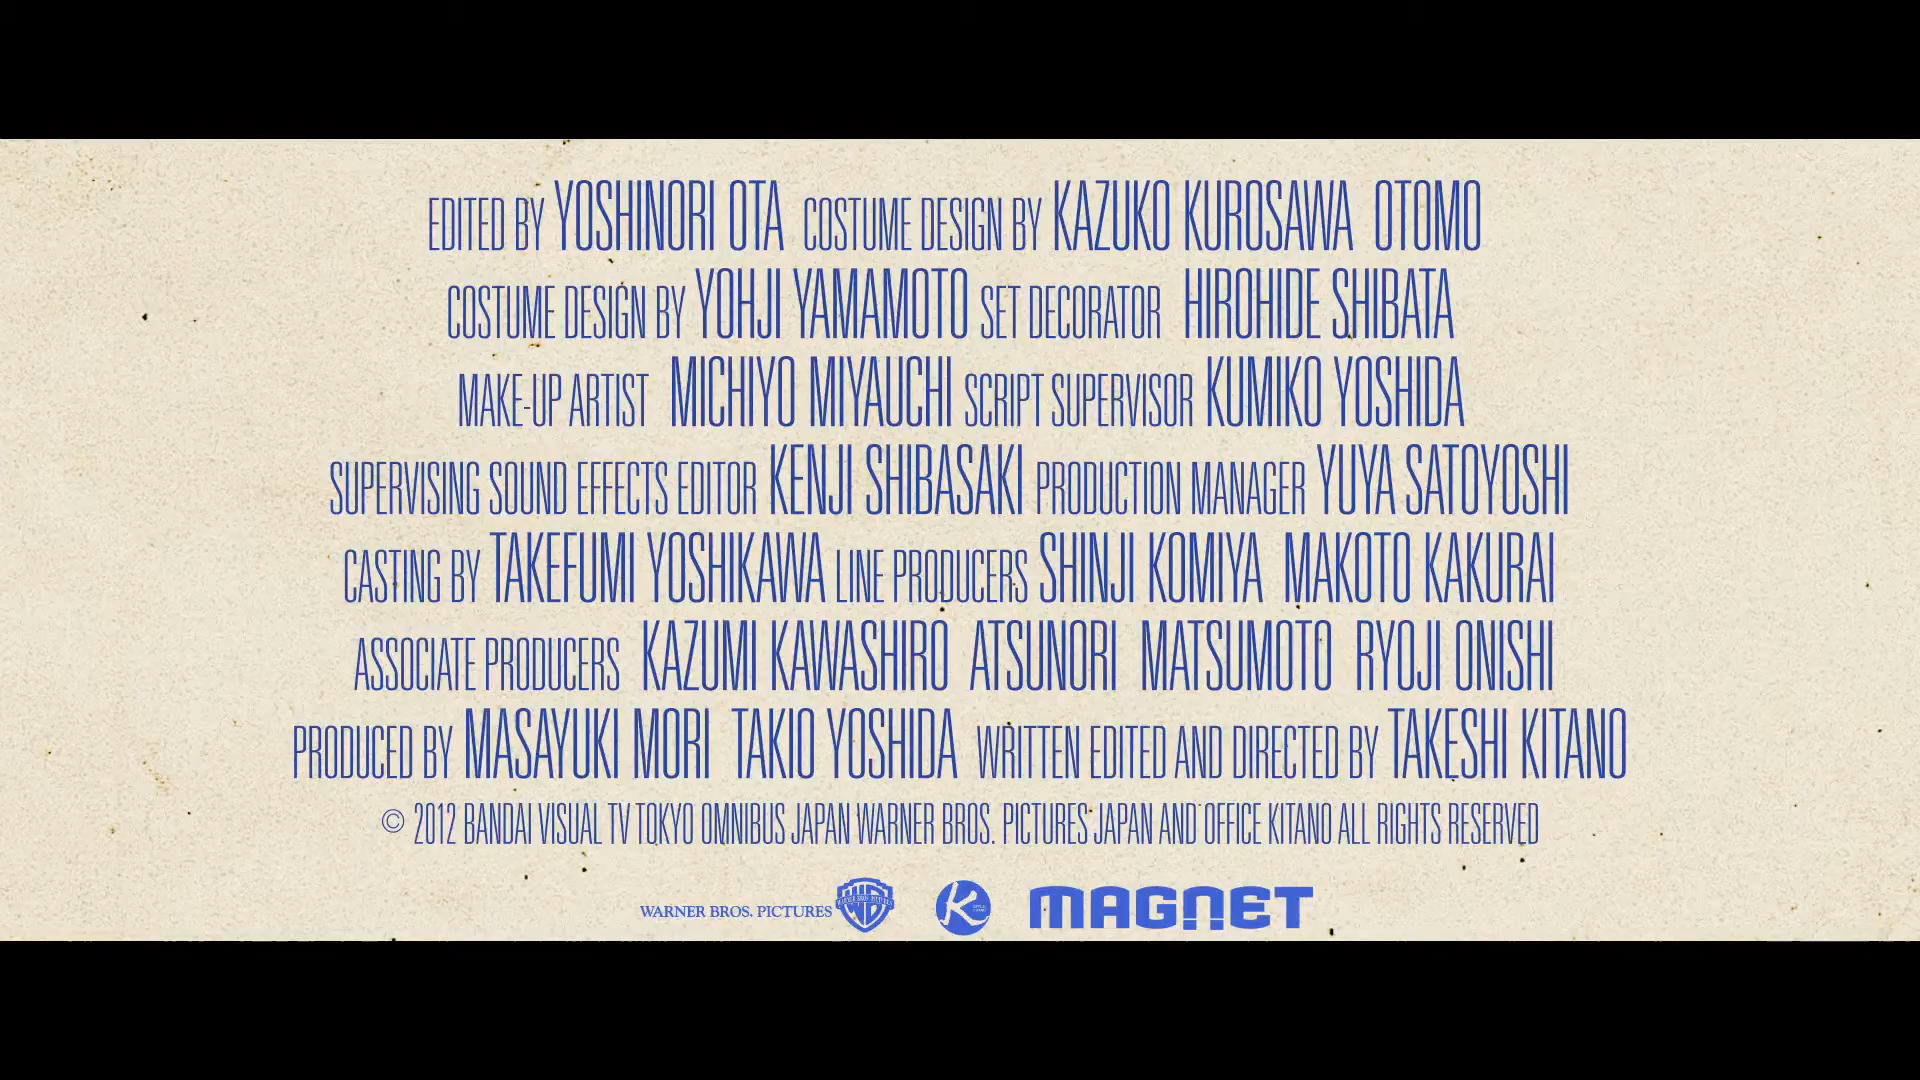 EDITED BY YOSHINORI OTA COSTUME DESIGN BY KAZUKO KUROSAWA OTOMO
COSTUME DESIGN BY YOHJI YAMAMOTO SET DECORATOR HIROHIDE SHIBATA
MAKE-UP ARTIST MICHIYO MIYAUCHI SCRIPT SUPERVISOR KUMIKO YOSHIDA
SUPERVISING SOUND EFFECTS EDITOR KENJI SHIBASAKI PRODUCTION MANAGER YUYA SATOYOSHI
CASTING BY TAKEFUMI YOSHIKAWA LINE PRODUCERS SHINJI KOMIYA MAKOTO KAKURAI
ASSOCIATE PRODUCERS KAZUMI KAWASHIRO ATSUNORI MATSUMOTO RYOJI ONISHI
PRODUCED BY MASAYUKI MORI TAKIO YOSHIDA WRITTEN EDITED AND DIRECTED BY TAKESHI KITANO
© 2012 BANDAI VISUAL TV TOKYO OMNIBUS JAPAN WARNER BROS. PICTURES JAPAN AND OFFICE KITANO ALL RIGHTS RESERVED
WARNER BROS. PICTURES WB K MAGNET